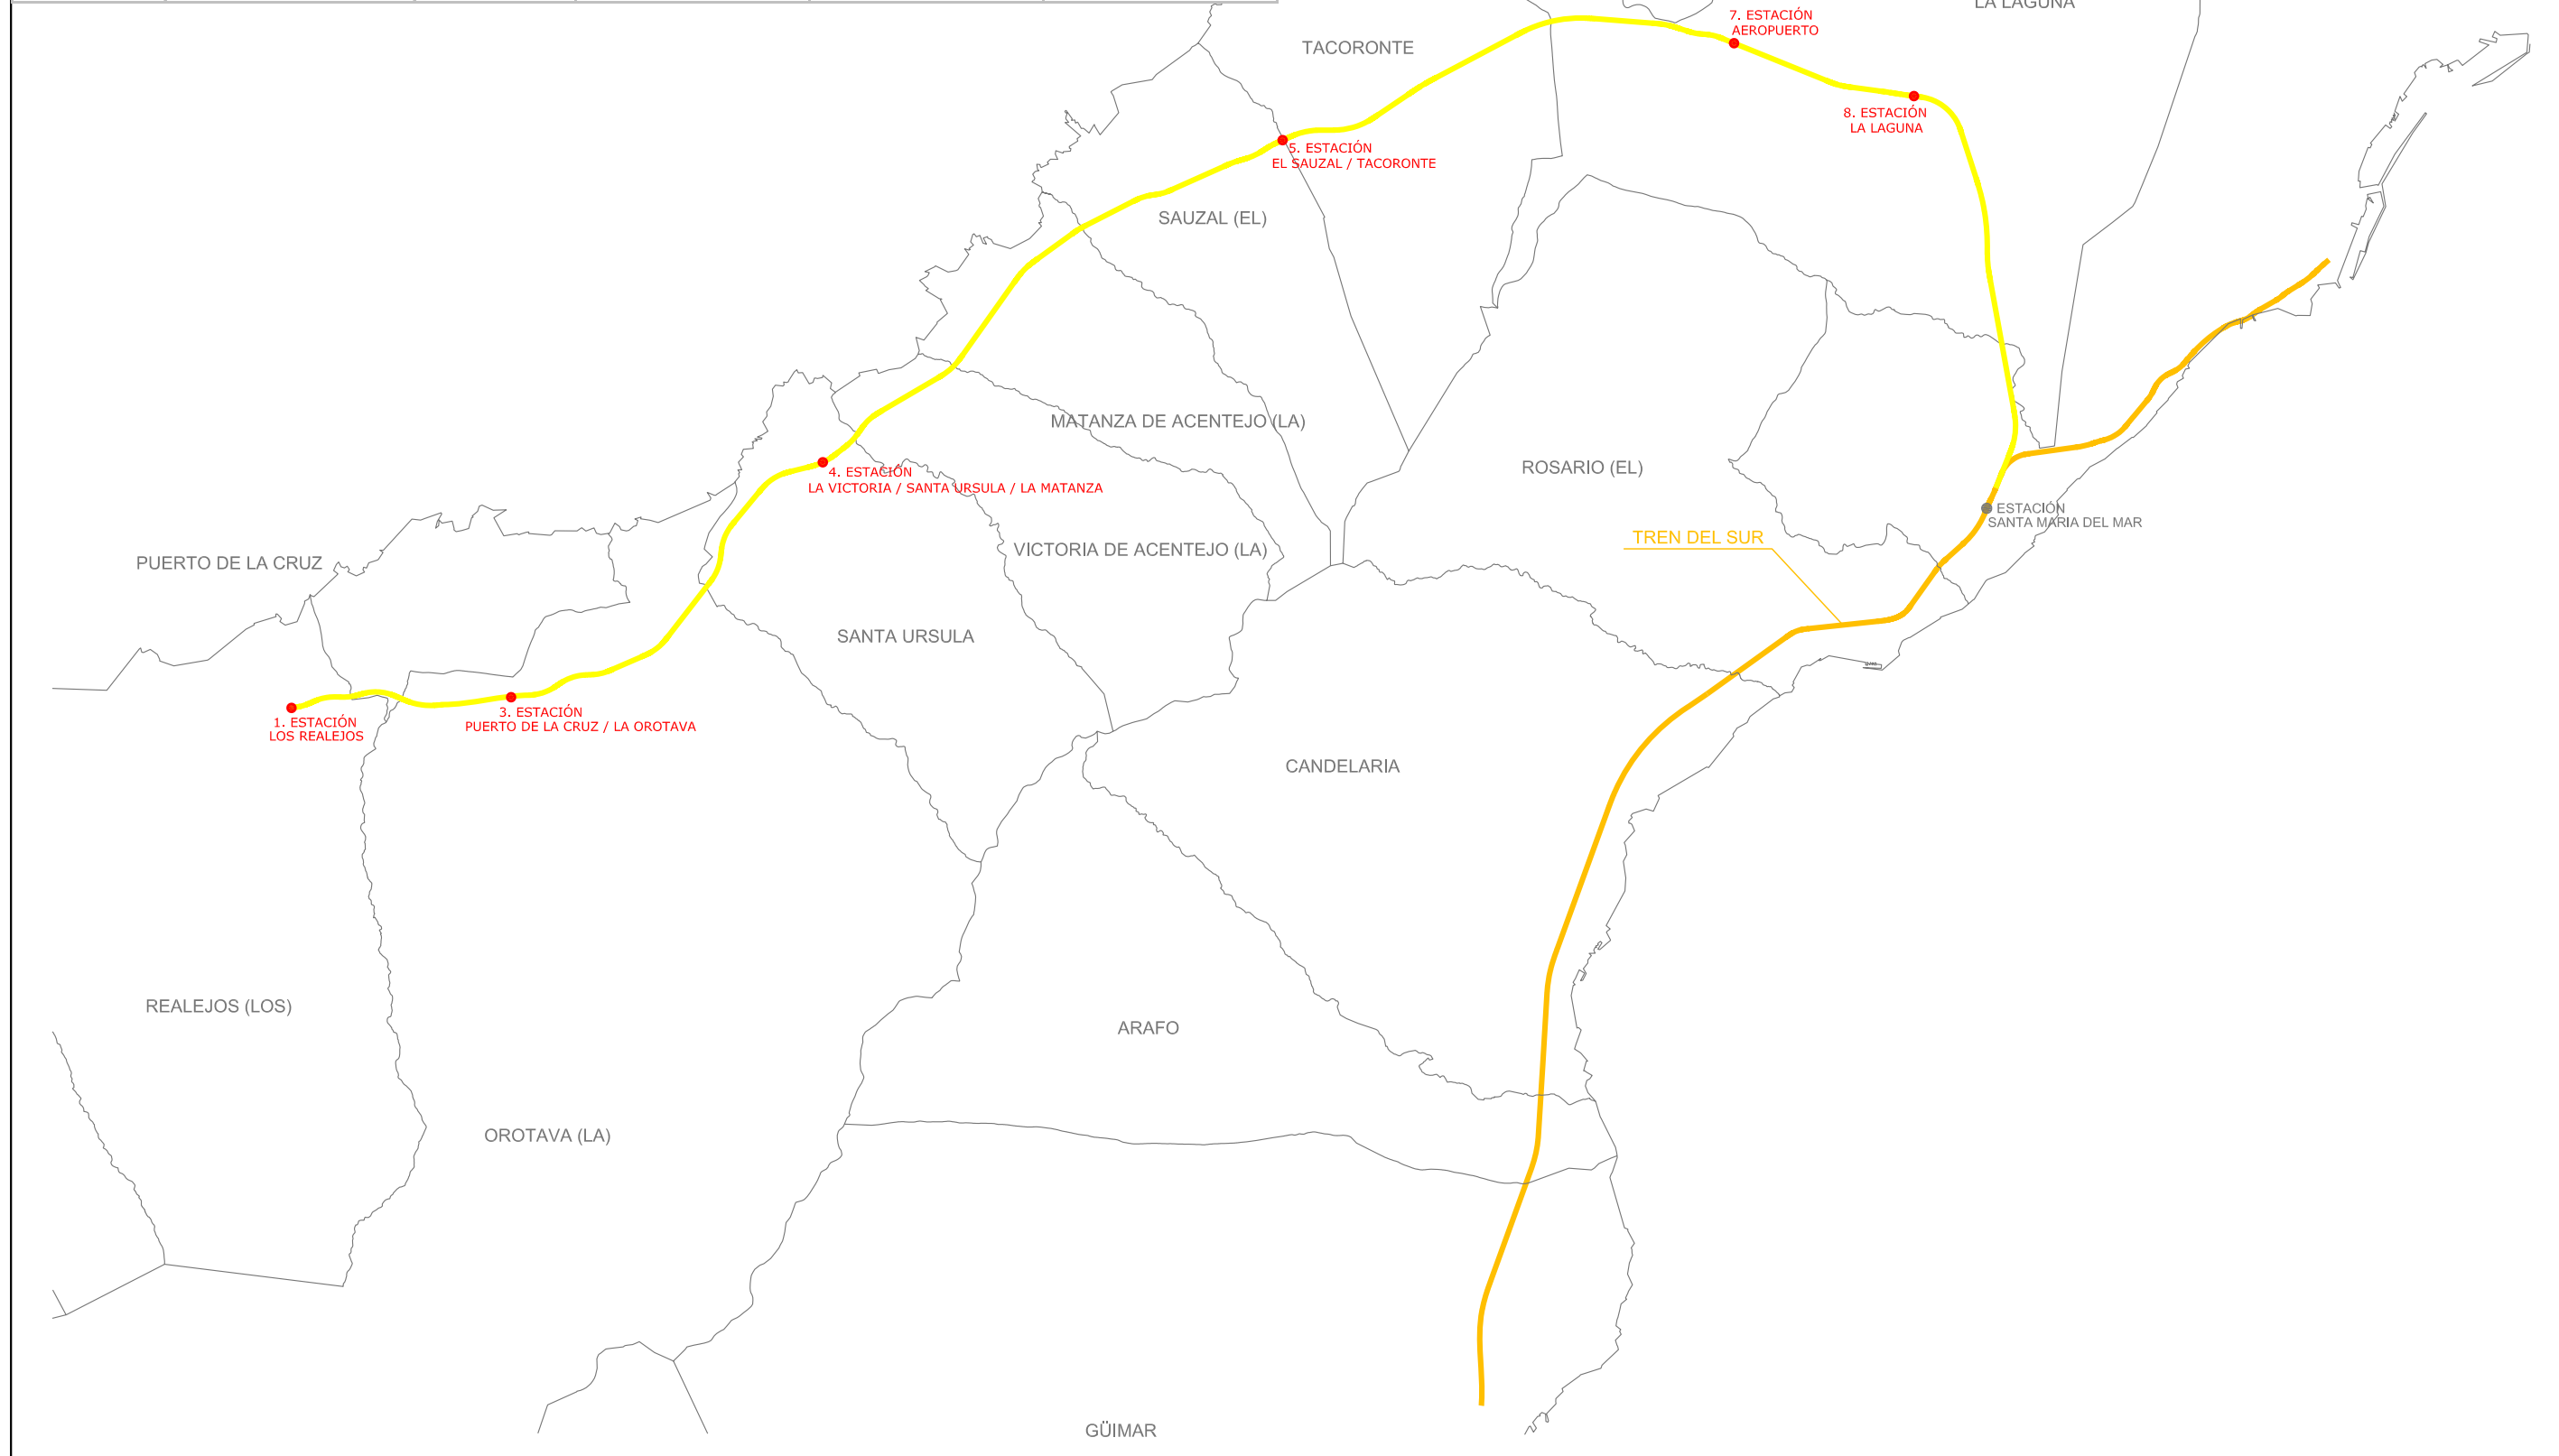 LA LAGUNA
7. ESTACIÓN
AEROPUERTO
TACORONTE
8. ESTACIÓN
LA LAGUNA
5. ESTACIÓN
EL SAUZAL / TACORONTE
SAUZAL (EL)
MATANZA DE ACENTEJO (LA)
ROSARIO (EL)
4. ESTACIÓN
LA VICTORIA / SANTA URSULA / LA MATANZA
ESTACIÓN
SANTA MARIA DEL MAR
TREN DEL SUR
VICTORIA DE ACENTEJO (LA)
PUERTO DE LA CRUZ
SANTA URSULA
1. ESTACIÓN
LOS REALEJOS
3. ESTACIÓN
PUERTO DE LA CRUZ / LA OROTAVA
CANDELARIA
REALEJOS (LOS)
ARAFO
OROTAVA (LA)
GÜIMAR